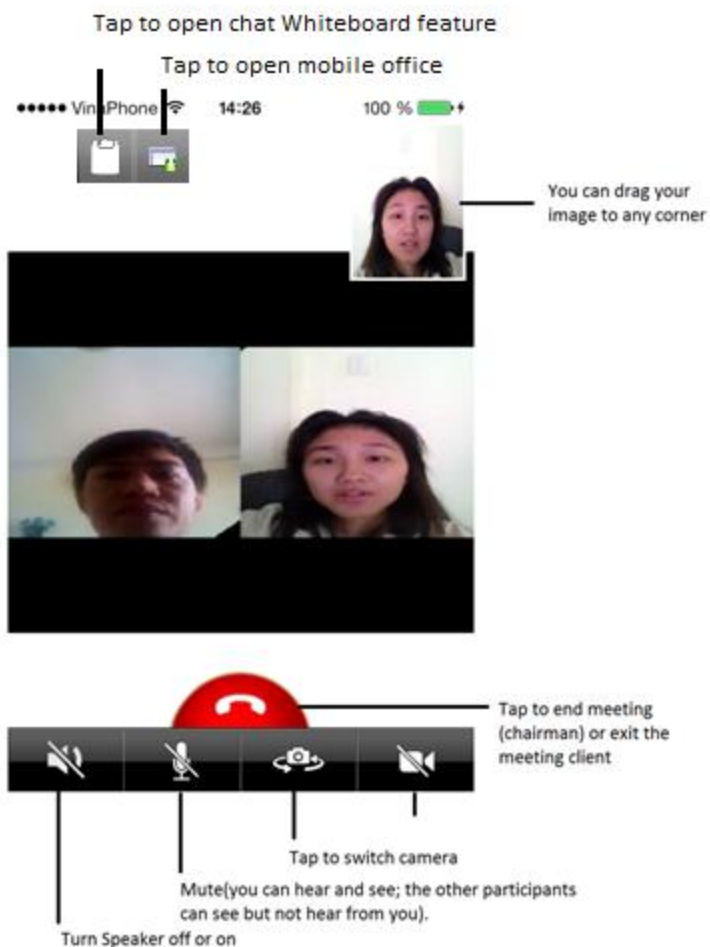 Tap to open chat Whiteboard feature
Tap to open mobile office
VinaPhone 14:26 100 %
You can drag your
image to any corner
Tap to end meeting
(chairman) or exit the
meeting client
Tap to switch camera
Mute(you can hear and see; the other participants
can see but not hear from you).
Turn Speaker off or on